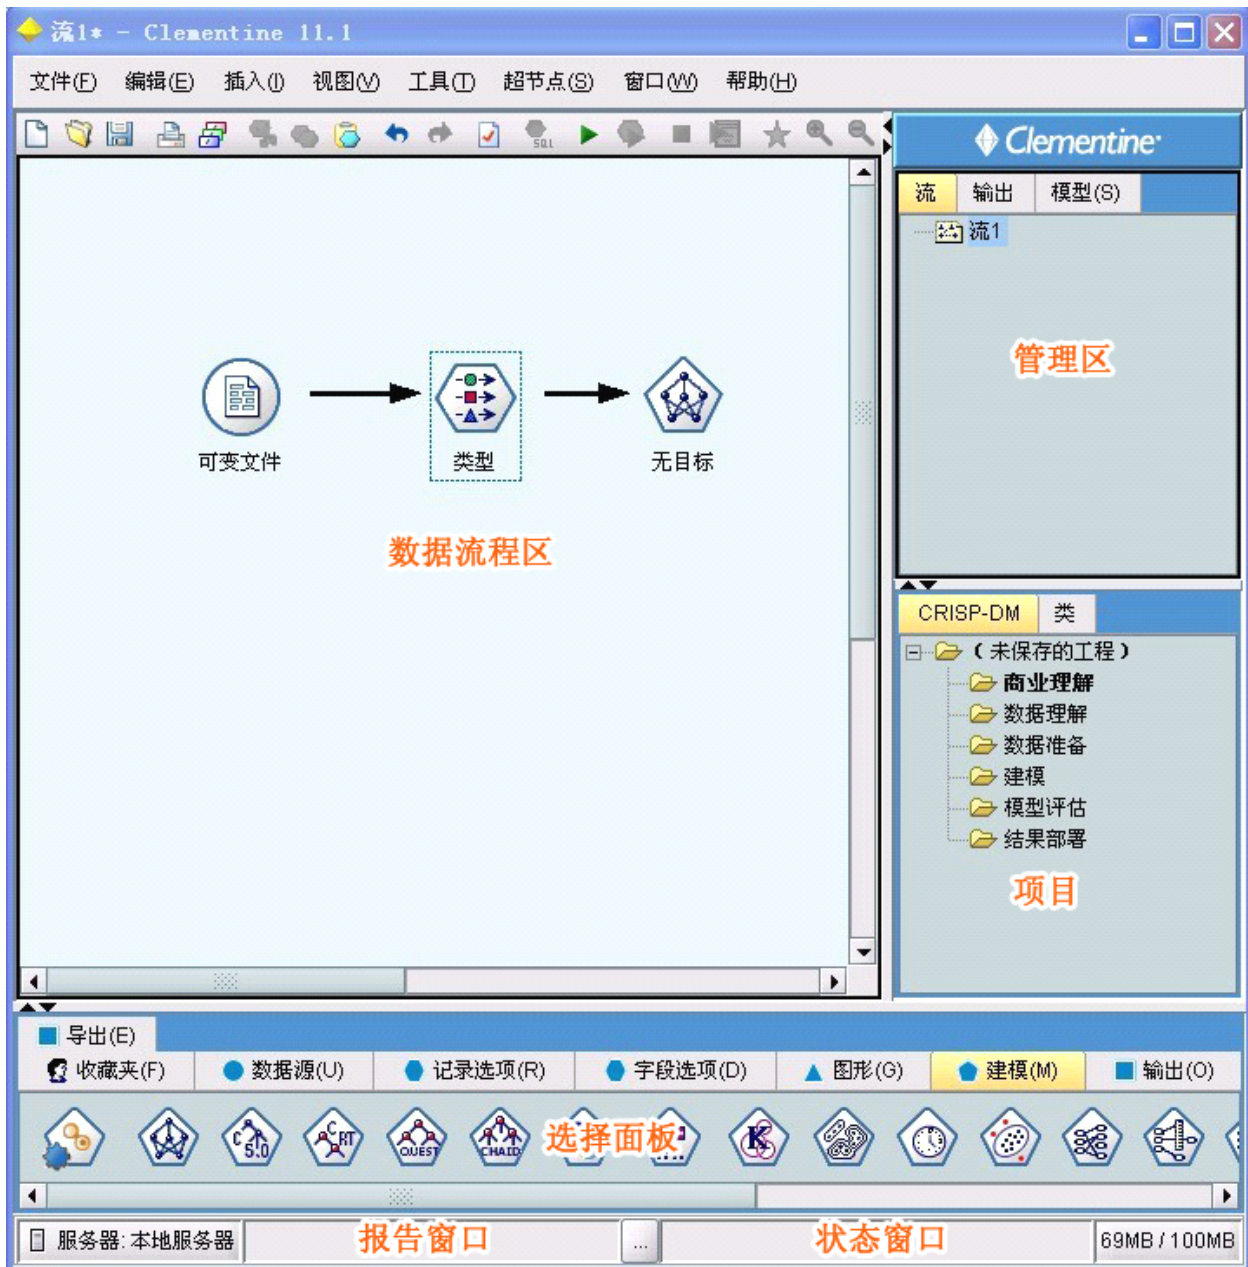 流1* - Clementine 11.1
文件(F) 编辑(E) 插入(I) 视图(V) 工具(T) 超节点(S) 窗口(W) 帮助(H)
SQL
Clementine
流 输出 模型(S)
流1
管理区
可变文件 类型 无目标
数据流程区
CRISP-DM 类
(未保存的工程)
商业理解
数据理解
数据准备
建模
模型评估
结果部署
项目
导出(E)
收藏夹(F) 数据源(U) 记录选项(R) 字段选项(D) 图形(G) 建模(M) 输出(O)
C5.0 C&RT QUEST CHAID 选择面板 K
服务器: 本地服务器 报告窗口 ... 状态窗口 69MB / 100MB